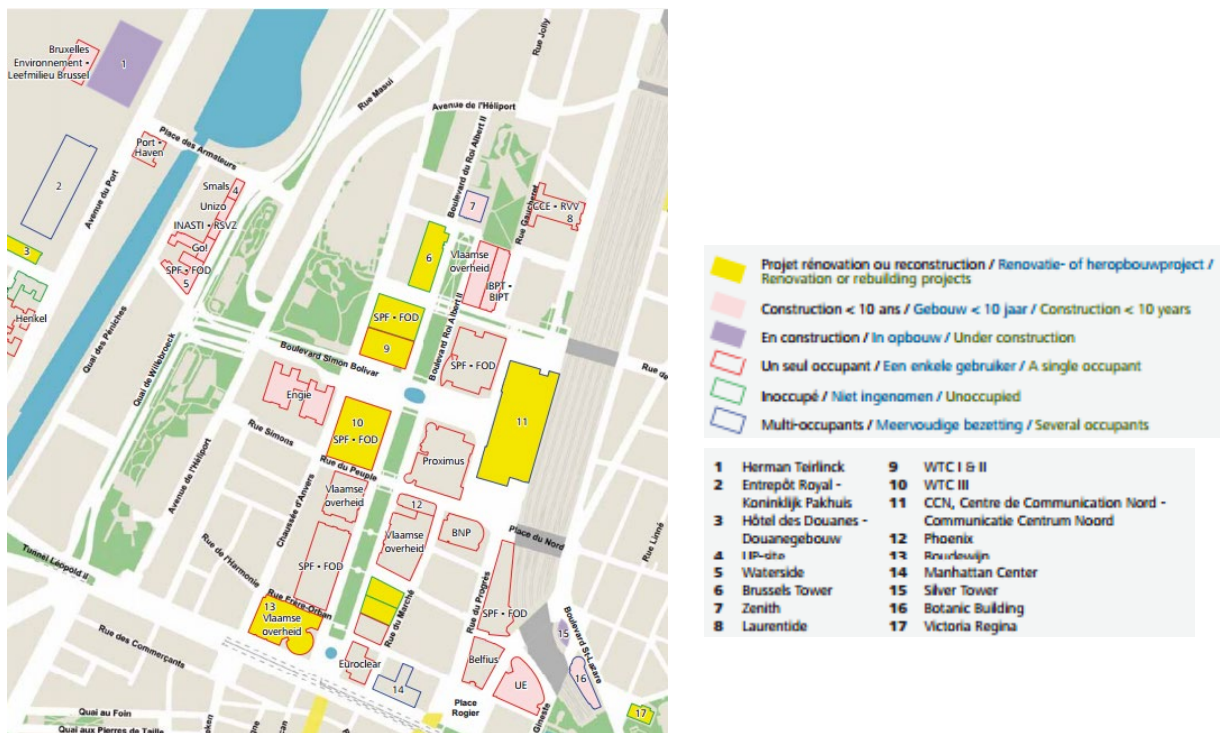 Bruxelles
Environnement •
Leefmilieu Brussel
1
Rue Jolly
Rue Masui
Avenue de l'Héliport
Place des Armateurs
Port •
Haven
Boulevard du Roi Albert II
2
Avenue du Port
Smals
4
Unizo
INASTI • RSVZ
Go!
SPF • FOD
5
7
CCE • RVV
8
Rue Gaucheret
3
6
Vlaamse
overheid
IBPT •
BIPT
Henkel
Quai des Péniches
Quai de Willebroeck
SPF • FOD
9
Boulevard Roi Albert II
Boulevard Simon Bolivar
SPF • FOD
Rue de
Engie
10
SPF • FOD
11
Rue Simons
Rue du Peuple
Proximus
Avenue de l'Héliport
Chaussée d'Anvers
Vlaamse
overheid
12
Vlaamse
overheid
BNP
Place du Nord
Rue Linné
Tunnel Léopold II
Rue de l'Harmonie
SPF • FOD
Rue Frère-Orban
13
Vlaamse
overheid
Rue du Marché
Rue du Progrès
SPF • FOD
Boulevard St-Lazare
15
Rue des Commerçants
Euroclear
14
Belfius
UE
16
Place
Rogier
Gineste
17
Quai au Foin
Quai aux Pierres de Taille
Projet rénovation ou reconstruction / Renovatie- of heropbouwproject /
Renovation or rebuilding projects
Construction < 10 ans / Gebouw < 10 jaar / Construction < 10 years
En construction / In opbouw / Under construction
Un seul occupant / Een enkele gebruiker / A single occupant
Inoccupé / Niet ingenomen / Unoccupied
Multi-occupants / Meervoudige bezetting / Several occupants
1 Herman Teirlinck
2 Entrepôt Royal -
Koninklijk Pakhuis
3 Hôtel des Douanes -
Douanegebouw
4 UP-site
5 Waterside
6 Brussels Tower
7 Zenith
8 Laurentide
9 WTC I & II
10 WTC III
11 CCN, Centre de Communication Nord -
Communicatie Centrum Noord
12 Phoenix
13 Boudewijn
14 Manhattan Center
15 Silver Tower
16 Botanic Building
17 Victoria Regina